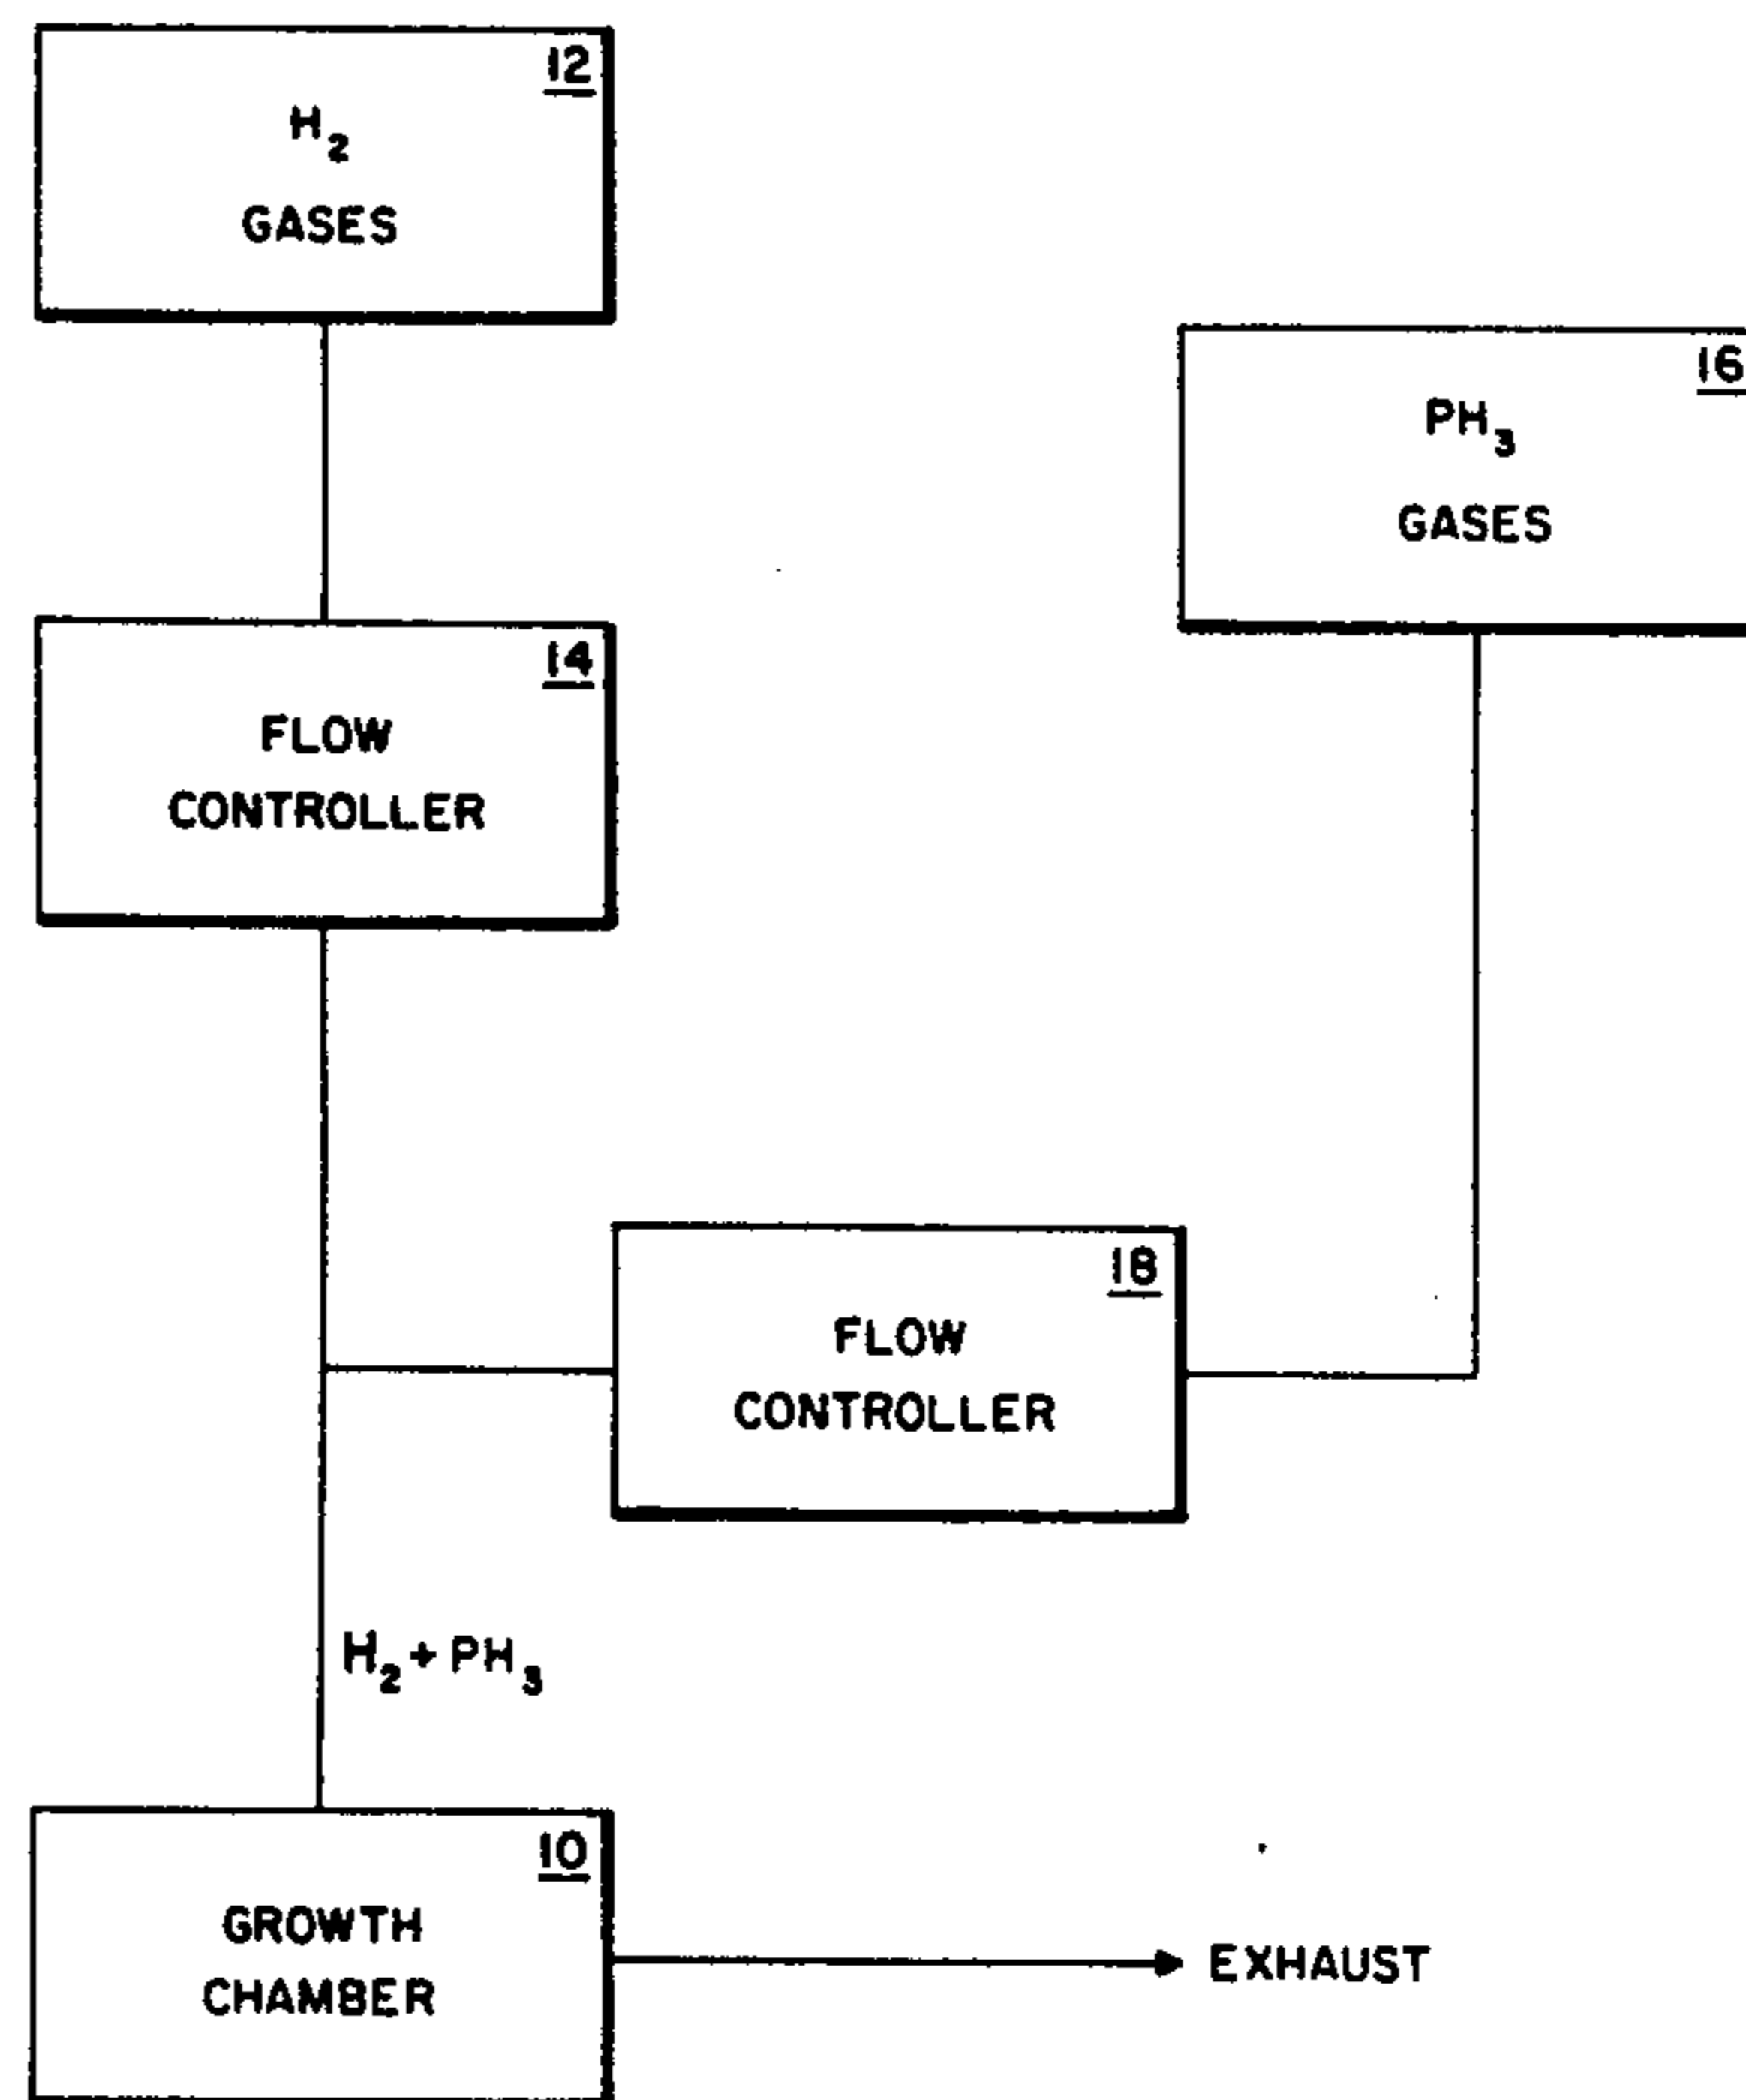 12
H₂
GASES
16
PH₃
GASES
14
FLOW
CONTROLLER
18
FLOW
CONTROLLER
H₂ + PH₃
10
GROWTH
CHAMBER
EXHAUST